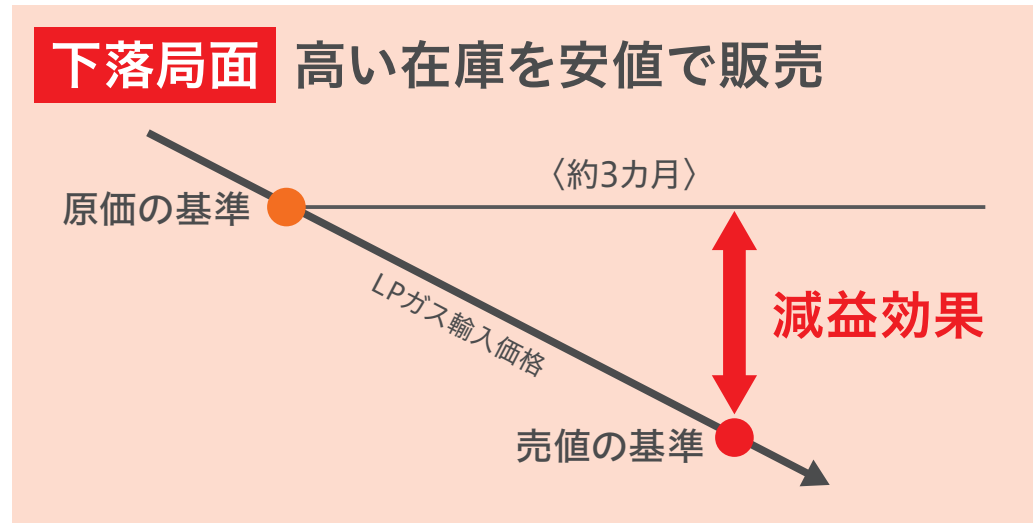 下落局面 高い在庫を安値で販売
〈約3カ月〉
原価の基準
LPガス輸入価格
減益効果
売値の基準